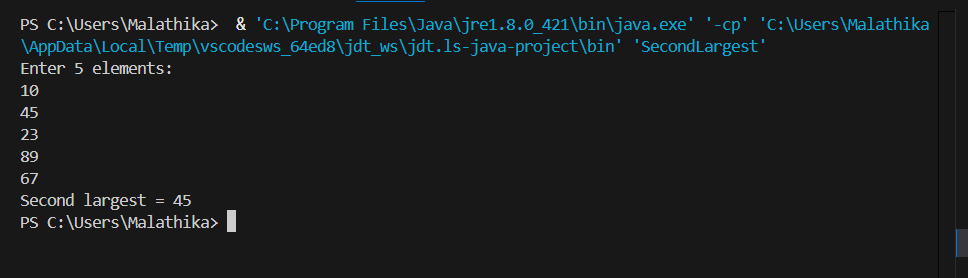 PS C:\Users\Malathika>  & 'C:\Program Files\Java\jre1.8.0_421\bin\java.exe' '-cp' 'C:\Users\Malathika
\AppData\Local\Temp\vscodesws_64ed8\jdt_ws\jdt.ls-java-project\bin' 'SecondLargest'
Enter 5 elements:
10
45
23
89
67
Second largest = 45
PS C:\Users\Malathika>